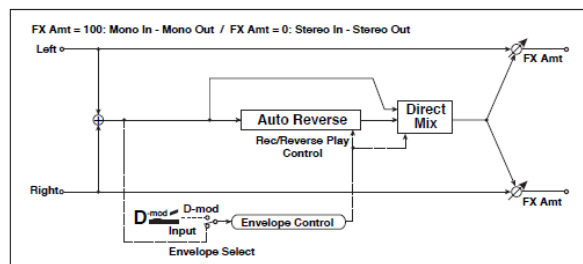 FX Amt = 100: Mono In - Mono Out / FX Amt = 0: Stereo In - Stereo Out
Left
FX Amt
Auto Reverse
Direct
Mix
Rec/Reverse Play
Control
Right
FX Amt
D-mod
D-mod
Input
Envelope Control
Envelope Select